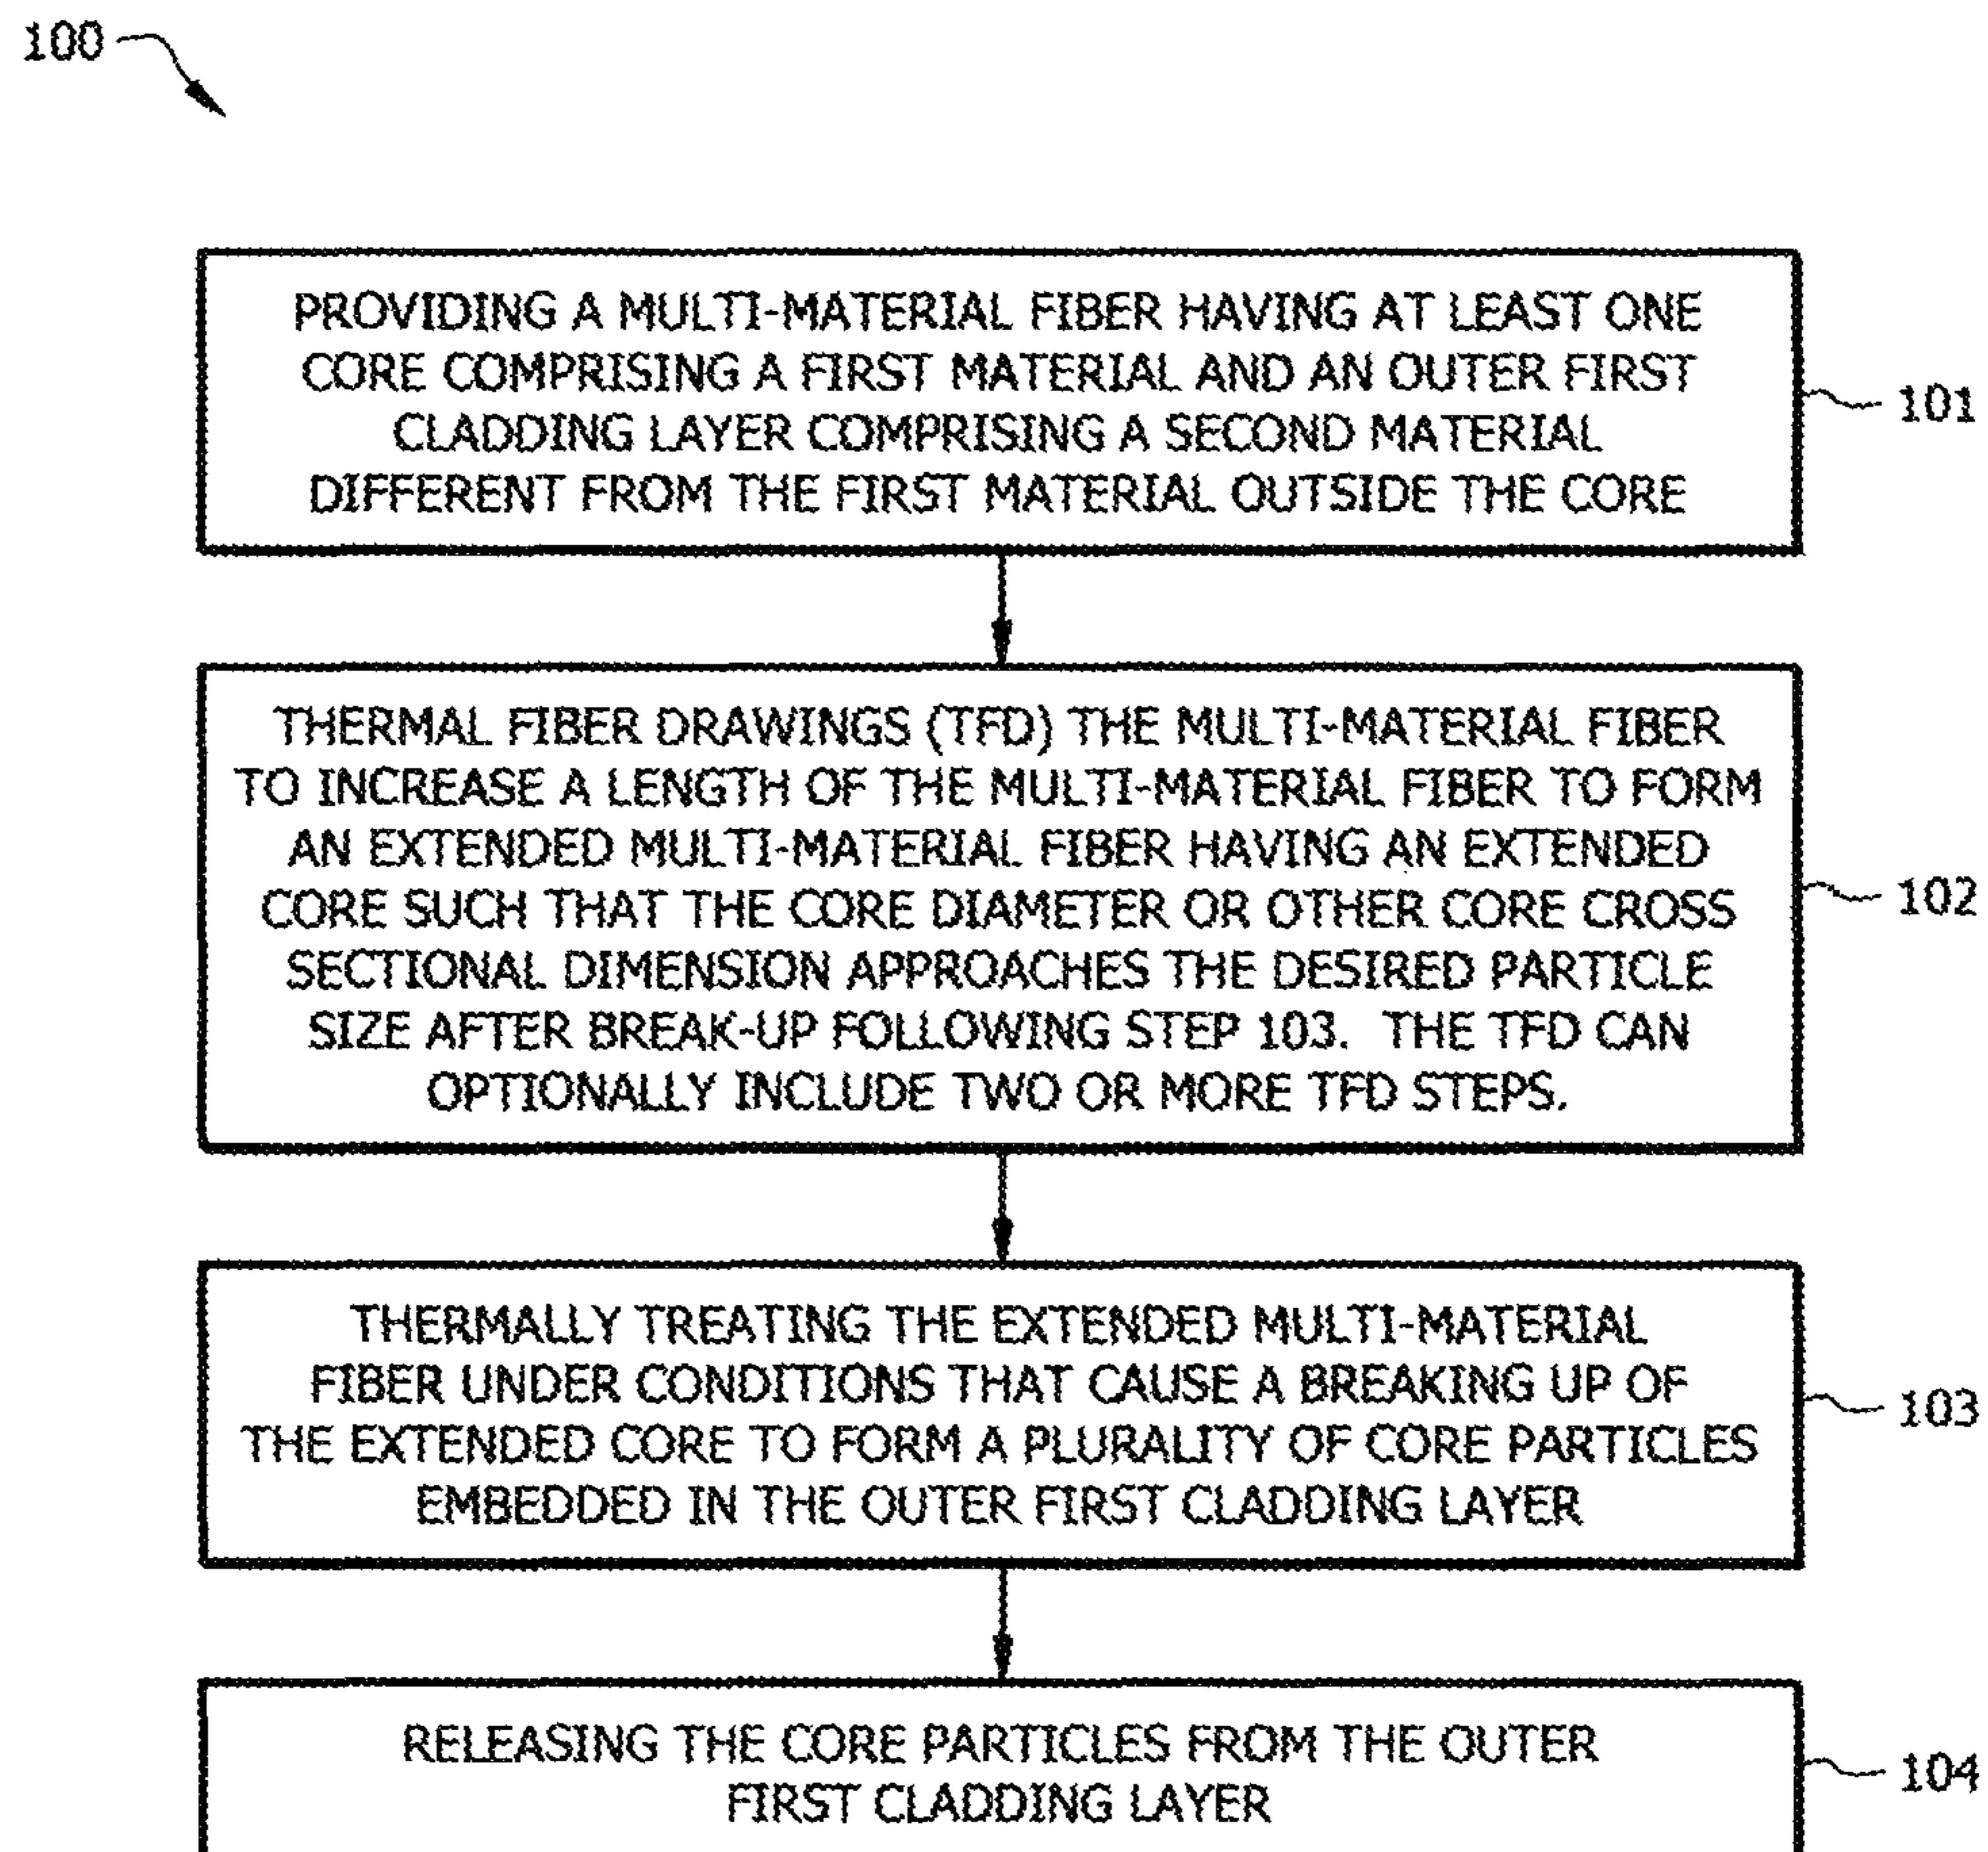 100
PROVIDING A MULTI-MATERIAL FIBER HAVING AT LEAST ONE
CORE COMPRISING A FIRST MATERIAL AND AN OUTER FIRST
CLADDING LAYER COMPRISING A SECOND MATERIAL
DIFFERENT FROM THE FIRST MATERIAL OUTSIDE THE CORE
101
THERMAL FIBER DRAWINGS (TFD) THE MULTI-MATERIAL FIBER
TO INCREASE A LENGTH OF THE MULTI-MATERIAL FIBER TO FORM
AN EXTENDED MULTI-MATERIAL FIBER HAVING AN EXTENDED
CORE SUCH THAT THE CORE DIAMETER OR OTHER CORE CROSS
SECTIONAL DIMENSION APPROACHES THE DESIRED PARTICLE
SIZE AFTER BREAK-UP FOLLOWING STEP 103. THE TFD CAN
OPTIONALLY INCLUDE TWO OR MORE TFD STEPS.
102
THERMALLY TREATING THE EXTENDED MULTI-MATERIAL
FIBER UNDER CONDITIONS THAT CAUSE A BREAKING UP OF
THE EXTENDED CORE TO FORM A PLURALITY OF CORE PARTICLES
EMBEDDED IN THE OUTER FIRST CLADDING LAYER
103
RELEASING THE CORE PARTICLES FROM THE OUTER
FIRST CLADDING LAYER
104